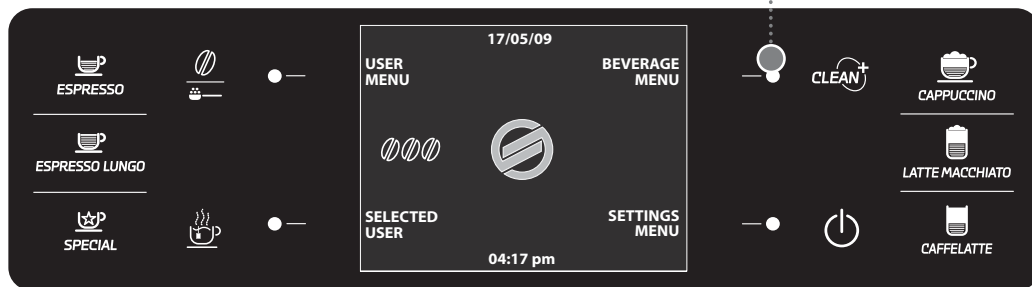 17/05/09
USER
MENU
BEVERAGE
MENU
SELECTED
USER
SETTINGS
MENU
04:17 pm
ESPRESSO
ESPRESSO LUNGO
SPECIAL
CLEAN+
CAPPUCCINO
LATTE MACCHIATO
CAFFELATTE